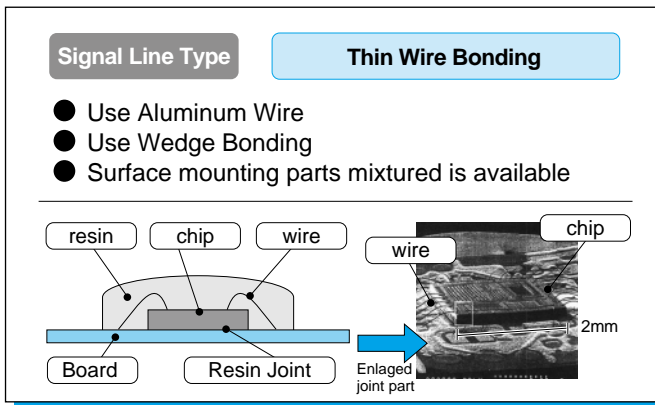 Signal Line Type
Thin Wire Bonding
● Use Aluminum Wire
● Use Wedge Bonding
● Surface mounting parts mixtured is available
resin
chip
wire
Board
Resin Joint
Enlaged
joint part
wire
chip
2mm